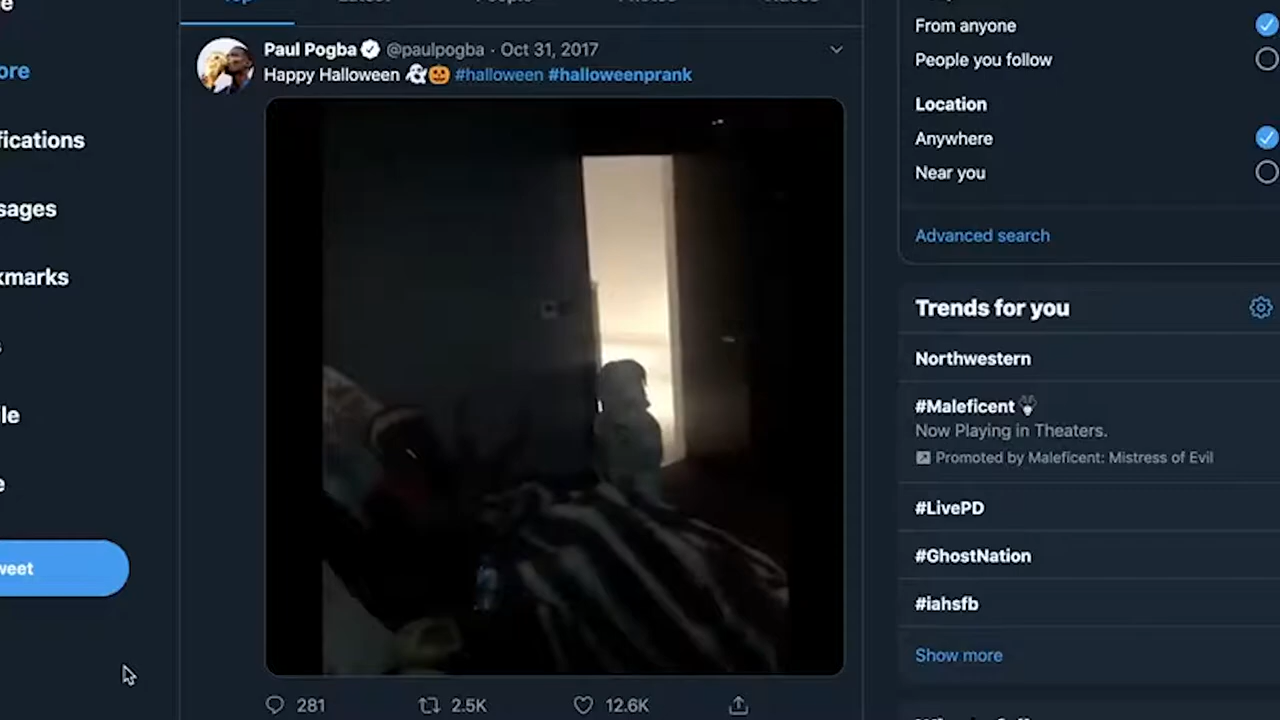 Paul Pogba @paulpogba · Oct 31, 2017
Happy Halloween 👻🎃 #halloween #halloweenprank
281 2.5K 12.6K
ore
fications
sages
kmarks
le
e
weet
From anyone
People you follow
Location
Anywhere
Near you
Advanced search
Trends for you
Northwestern
#Maleficent
Now Playing in Theaters.
Promoted by Maleficent: Mistress of Evil
#LivePD
#GhostNation
#iahsfb
Show more